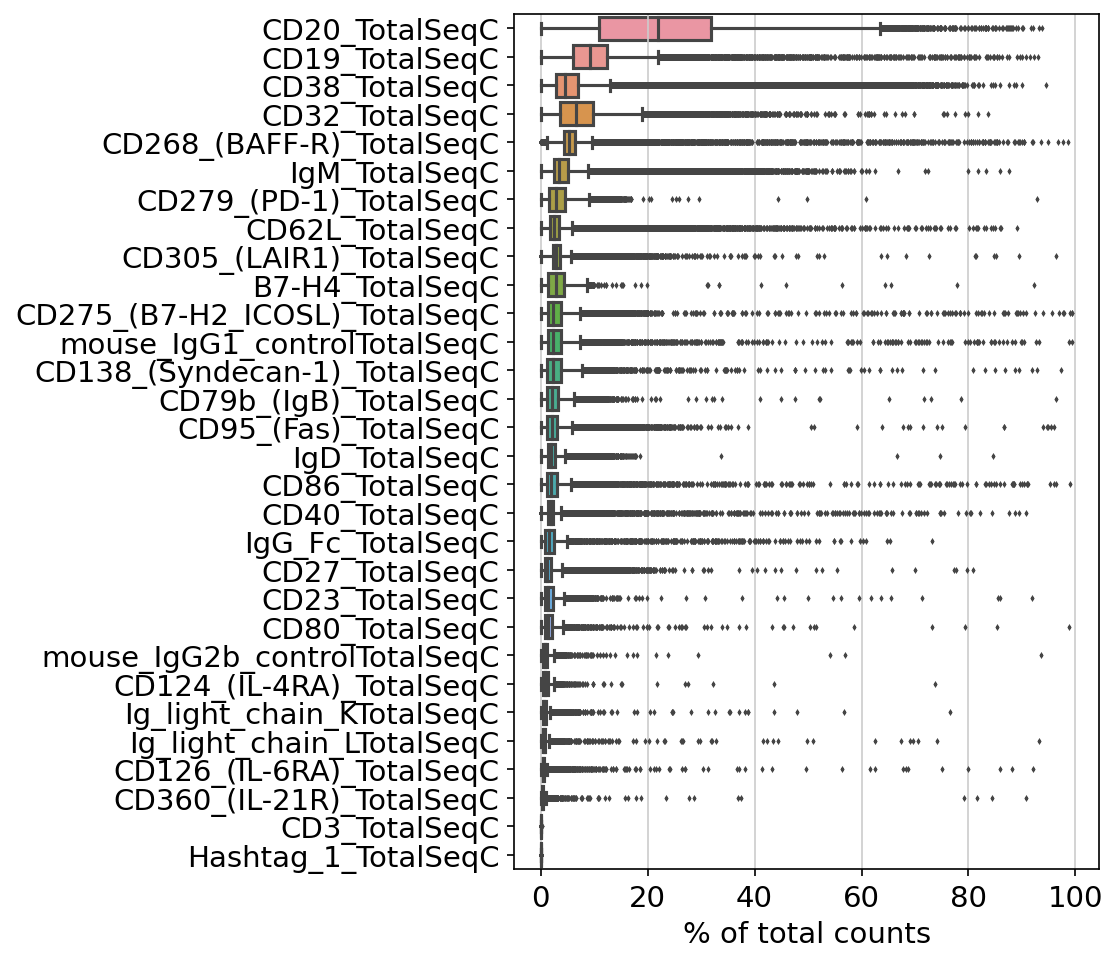 CD20_TotalSeqC
CD19_TotalSeqC
CD38_TotalSeqC
CD32_TotalSeqC
CD268_(BAFF-R)_TotalSeqC
IgM_TotalSeqC
CD279_(PD-1)_TotalSeqC
CD62L_TotalSeqC
CD305_(LAIR1)_TotalSeqC
B7-H4_TotalSeqC
CD275_(B7-H2_ICOSL)_TotalSeqC
mouse_IgG1_controlTotalSeqC
CD138_(Syndecan-1)_TotalSeqC
CD79b_(IgB)_TotalSeqC
CD95_(Fas)_TotalSeqC
IgD_TotalSeqC
CD86_TotalSeqC
CD40_TotalSeqC
IgG_Fc_TotalSeqC
CD27_TotalSeqC
CD23_TotalSeqC
CD80_TotalSeqC
mouse_IgG2b_controlTotalSeqC
CD124_(IL-4RA)_TotalSeqC
Ig_light_chain_KTotalSeqC
Ig_light_chain_LTotalSeqC
CD126_(IL-6RA)_TotalSeqC
CD360_(IL-21R)_TotalSeqC
CD3_TotalSeqC
Hashtag_1_TotalSeqC
0 20 40 60 80 100
% of total counts